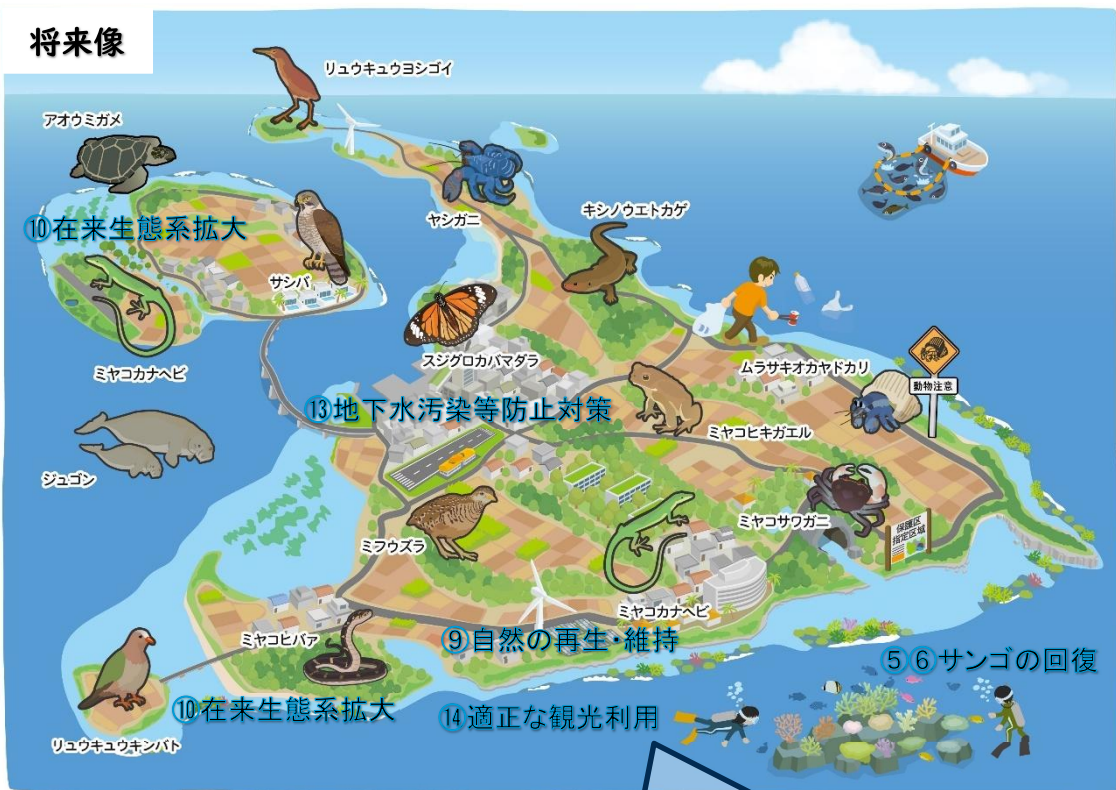 将来像
リュウキュウヨシゴイ
アオウミガメ
ヤシガニ
キシノウエトカゲ
⑩在来生態系拡大
サシバ
スジグロカバマダラ
ムラサキオカヤドカリ
動物注意
ミヤコカナヘビ
⑬地下水汚染等防止対策
ミヤコヒキガエル
ジュゴン
ミヤコサワガニ
保護区
指定区域
ミフウズラ
ミヤコカナヘビ
ミヤコヒバァ
⑨自然の再生・維持
⑤⑥サンゴの回復
⑩在来生態系拡大
⑭適正な観光利用
リュウキュウキンバト